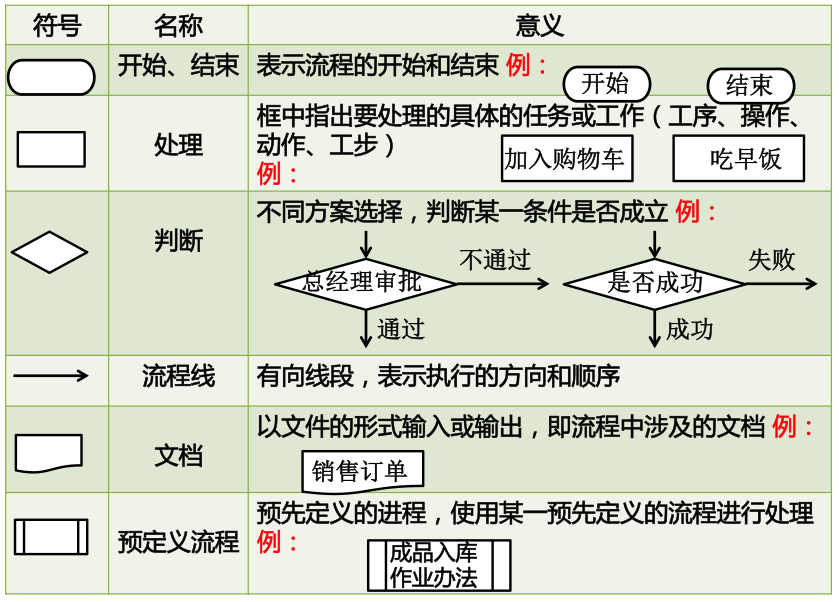 符号 名称 意义
开始、结束 表示流程的开始和结束 例：
开始 结束
处理 框中指出要处理的具体的任务或工作（工序、操作、
动作、工步）
例：
加入购物车 吃早饭
判断 不同方案选择，判断某一条件是否成立 例：
总经理审批 不通过 是否成功 失败
通过 成功
流程线 有向线段，表示执行的方向和顺序
文档 以文件的形式输入或输出，即流程中涉及的文档 例：
销售订单
预定义流程 预先定义的进程，使用某一预先定义的流程进行处理
例：
成品入库
作业办法